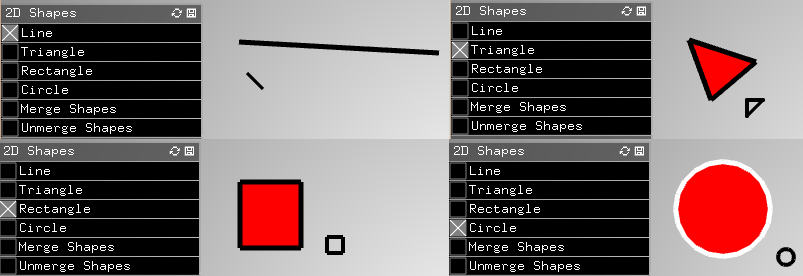 2D Shapes
Line
Triangle
Rectangle
Circle
Merge Shapes
Unmerge Shapes
2D Shapes
Line
Triangle
Rectangle
Circle
Merge Shapes
Unmerge Shapes
2D Shapes
Line
Triangle
Rectangle
Circle
Merge Shapes
Unmerge Shapes
2D Shapes
Line
Triangle
Rectangle
Circle
Merge Shapes
Unmerge Shapes